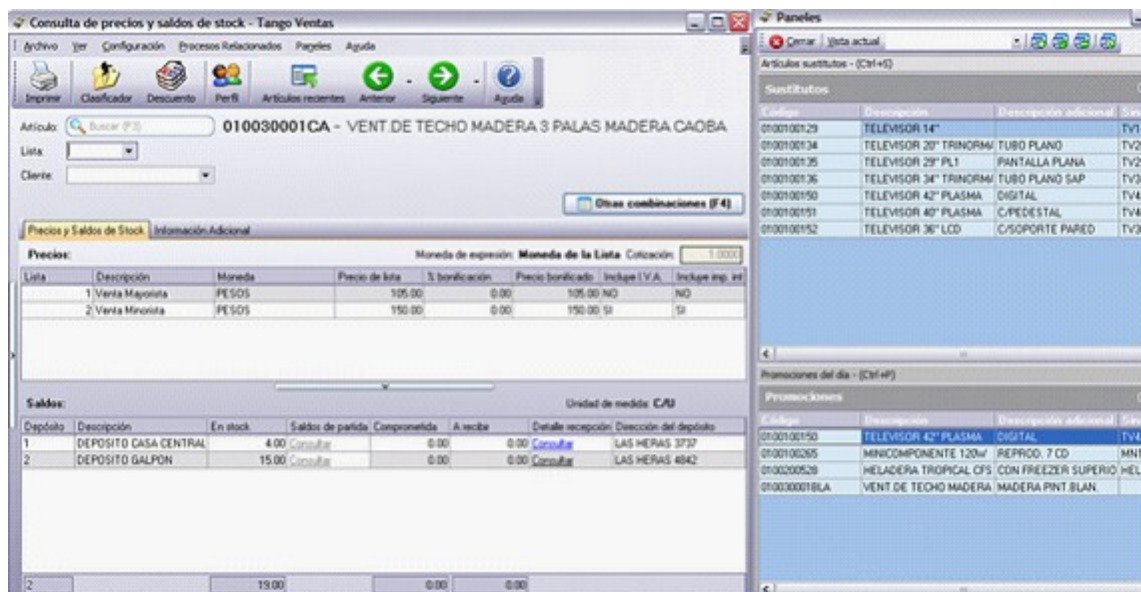 Consulta de precios y saldos de stock - Tango Ventas
Archivo Ver Configuración Procesos Relacionados Paneles Ayuda
Imprimir Clasificador Descuento Perfil Artículos recientes Anterior Siguiente Ayuda
Artículo: Buscar (F3) 010030001CA - VENT.DE TECHO MADERA 3 PALAS MADERA CAOBA
Lista:
Cliente:
Otras combinaciones (F4)
Precios y Saldos de Stock Información Adicional
Precios: Moneda de expresión: Moneda de la Lista Cotización: 1.0000
Lista Descripción Moneda Precio de lista % bonificación Precio bonificado Incluye I.V.A. Incluye imp. int
1 Venta Mayorista PESOS 105.00 0.00 105.00 NO NO
2 Venta Minorista PESOS 150.00 0.00 150.00 SI SI
Saldos: Unidad de medida: C/U
Depósito Descripción En stock Saldos de partida Comprometida A recibir Detalle recepción Dirección del depósito
1 DEPOSITO CASA CENTRAL 4.00 Consultar 0.00 0.00 Consultar LAS HERAS 3737
2 DEPOSITO GALPON 15.00 Consultar 0.00 0.00 Consultar LAS HERAS 4842
2 19.00 0.00 0.00
Paneles
Cerrar Vista actual
Artículos sustitutos - (Ctrl+S)
Sustitutos
Código Descripción Descripción adicional
0100100129 TELEVISOR 14" TV1
0100100134 TELEVISOR 20" TRINORMA TUBO PLANO TV2
0100100135 TELEVISOR 29" PL1 PANTALLA PLANA TV2
0100100136 TELEVISOR 34" TRINORMA TUBO PLANO SAP TV3
0100100150 TELEVISOR 42" PLASMA DIGITAL TV4
0100100151 TELEVISOR 40" PLASMA C/PEDESTAL TV4
0100100152 TELEVISOR 36" LCD C/SOPORTE PARED TV3
Promociones del día - (Ctrl+P)
Promociones
Código Descripción Descripción adicional
0100100150 TELEVISOR 42" PLASMA DIGITAL TV4
0100100265 MINICOMPONENTE 120w REPROD. 7 CD MN1
0100200528 HELADERA TROPICAL CFS CON FREEZER SUPERIO HEL
010030001BLA VENT.DE TECHO MADERA MADERA PINT.BLAN.